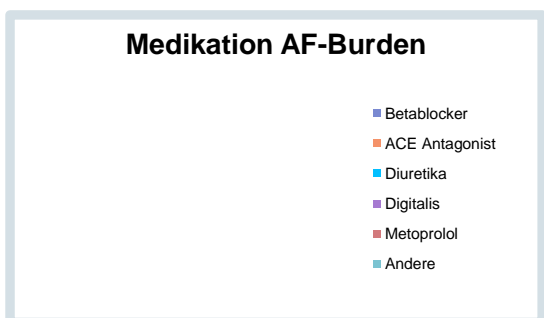 Medikation AF-Burden
Betablocker
ACE Antagonist
Diuretika
Digitalis
Metoprolol
Andere